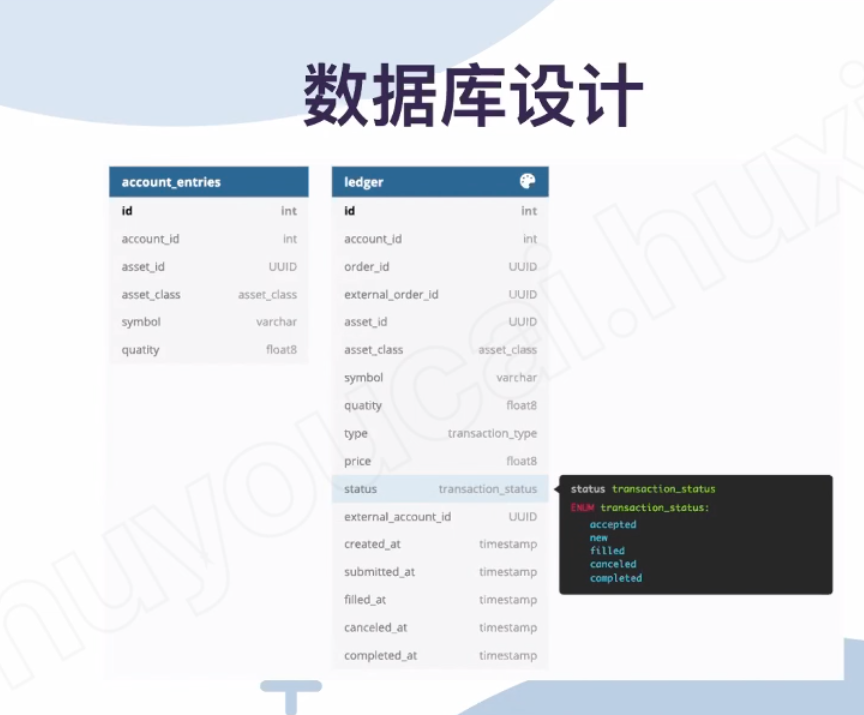 数据库设计
account_entries
id int
account_id int
asset_id UUID
asset_class asset_class
symbol varchar
quatity float8
ledger
id int
account_id int
order_id UUID
external_order_id UUID
asset_id UUID
asset_class asset_class
symbol varchar
quatity float8
type transaction_type
price float8
status transaction_status
external_account_id UUID
created_at timestamp
submitted_at timestamp
filled_at timestamp
canceled_at timestamp
completed_at timestamp
status transaction_status
ENUM transaction_status:
accepted
new
filled
canceled
completed